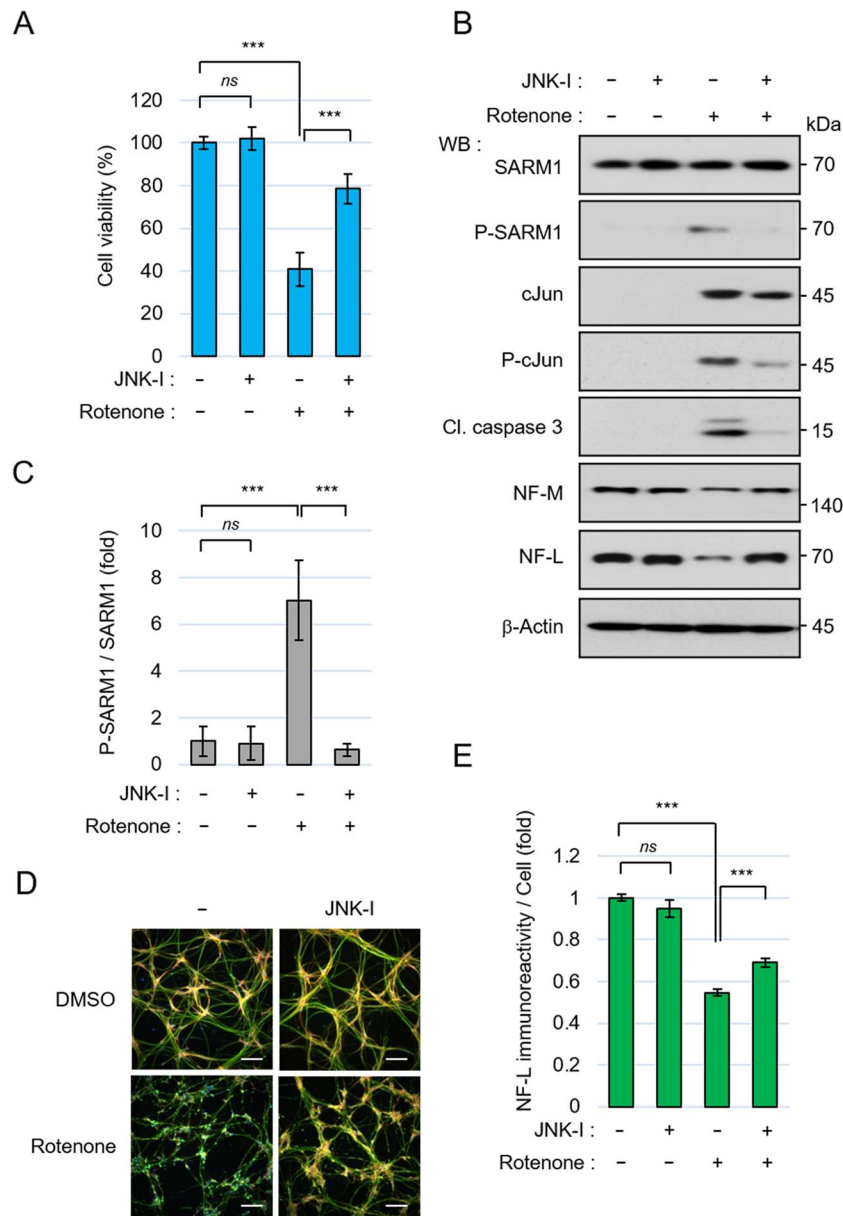 A
***
ns
***
120
100
80
60
40
20
0
Cell viability (%)
JNK-I : – + – +
Rotenone : – – + +
B
JNK-I : – + – +
Rotenone : – – + +
kDa
WB :
SARM1 70
P-SARM1 70
cJun 45
P-cJun 45
Cl. caspase 3 15
NF-M 140
NF-L 70
β-Actin 45
C
*** ***
ns
10
8
6
4
2
0
P-SARM1 / SARM1 (fold)
JNK-I : – + – +
Rotenone : – – + +
D
– JNK-I
DMSO
Rotenone
E
***
ns
***
1.2
1
0.8
0.6
0.4
0.2
0
NF-L immunoreactivity / Cell (fold)
JNK-I : – + – +
Rotenone : – – + +